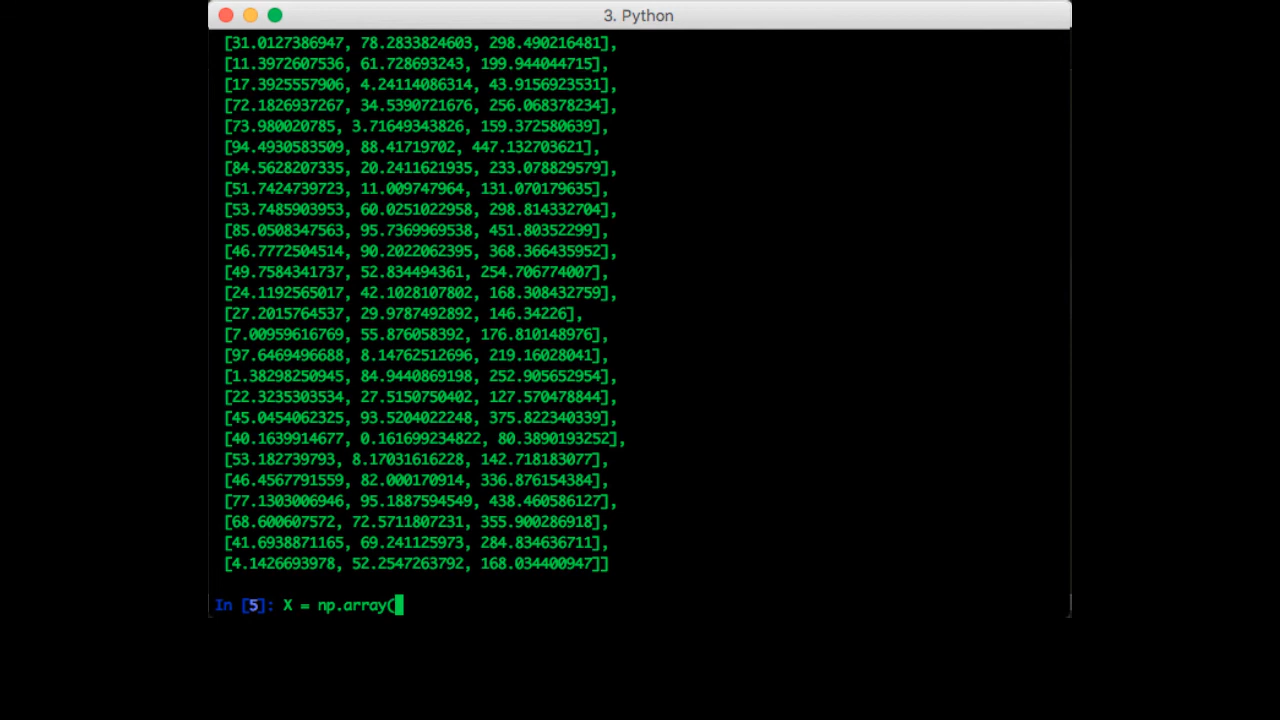 3. Python
[31.0127386947, 78.2833824603, 298.490216481],
[11.3972607536, 61.728693243, 199.944044715],
[17.3925557906, 4.24114086314, 43.9156923531],
[72.1826937267, 34.5390721676, 256.068378234],
[73.980020785, 3.71649343826, 159.372580639],
[94.4930583509, 88.41719702, 447.132703621],
[84.5628207335, 20.2411621935, 233.078829579],
[51.7424739723, 11.009747964, 131.070179635],
[53.7485903953, 60.0251022958, 298.814332704],
[85.0508347563, 95.7369969538, 451.80352299],
[46.7772504514, 90.2022062395, 368.366435952],
[49.7584341737, 52.834494361, 254.706774007],
[24.1192565017, 42.1028107802, 168.308432759],
[27.2015764537, 29.9787492892, 146.34226],
[7.00959616769, 55.876058392, 176.810148976],
[97.6469496688, 8.14762512696, 219.16028041],
[1.38298250945, 84.9440869198, 252.905652954],
[22.3235303534, 27.5150750402, 127.570478844],
[45.0454062325, 93.5204022248, 375.822340339],
[40.1639914677, 0.161699234822, 80.3890193252],
[53.182739793, 8.17031616228, 142.718183077],
[46.4567791559, 82.000170914, 336.876154384],
[77.1303006946, 95.1887594549, 438.460586127],
[68.600607572, 72.5711807231, 355.900286918],
[41.6938871165, 69.241125973, 284.834636711],
[4.1426693978, 52.2547263792, 168.034400947]]
In [5]: X = np.array(